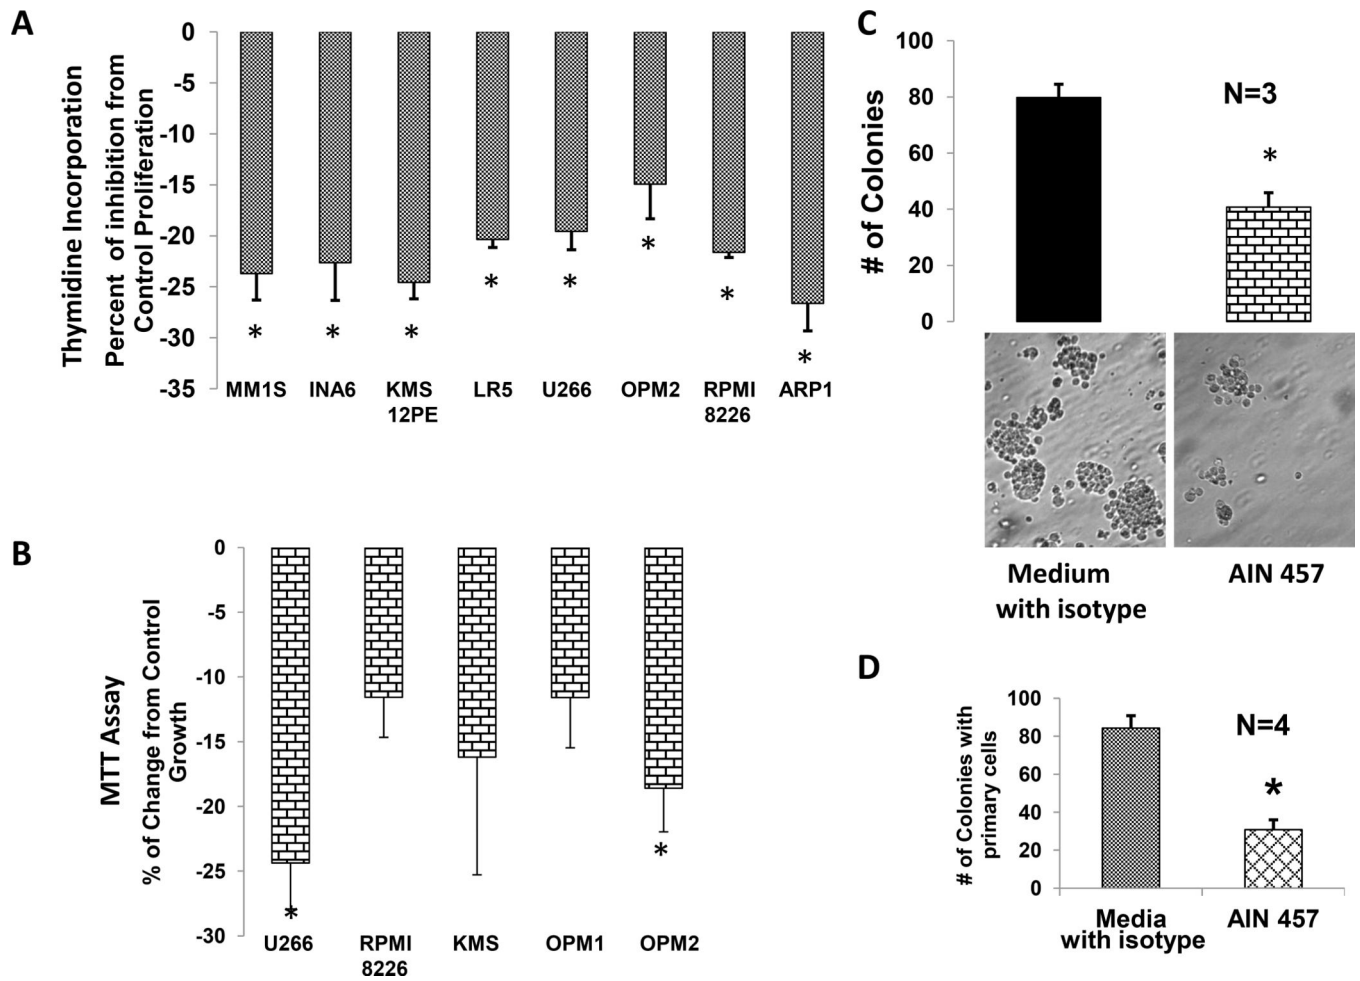 A
Thymidine Incorporation
Percent of inhibition from
Control Proliferation
0
-5
-10
-15
-20
-25
-30
-35
*
*
*
*
*
*
*
*
MM1S
INA6
KMS
12PE
LR5
U266
OPM2
RPMI
8226
ARP1
B
MTT Assay
% of Change from Control
Growth
0
-5
-10
-15
-20
-25
-30
*
*
U266
RPMI
8226
KMS
OPM1
OPM2
C
# of Colonies
100
80
60
40
20
0
N=3
*
Medium
with isotype
AIN 457
D
# of Colonies with
primary cells
100
80
60
40
20
0
N=4
*
Media
with isotype
AIN 457